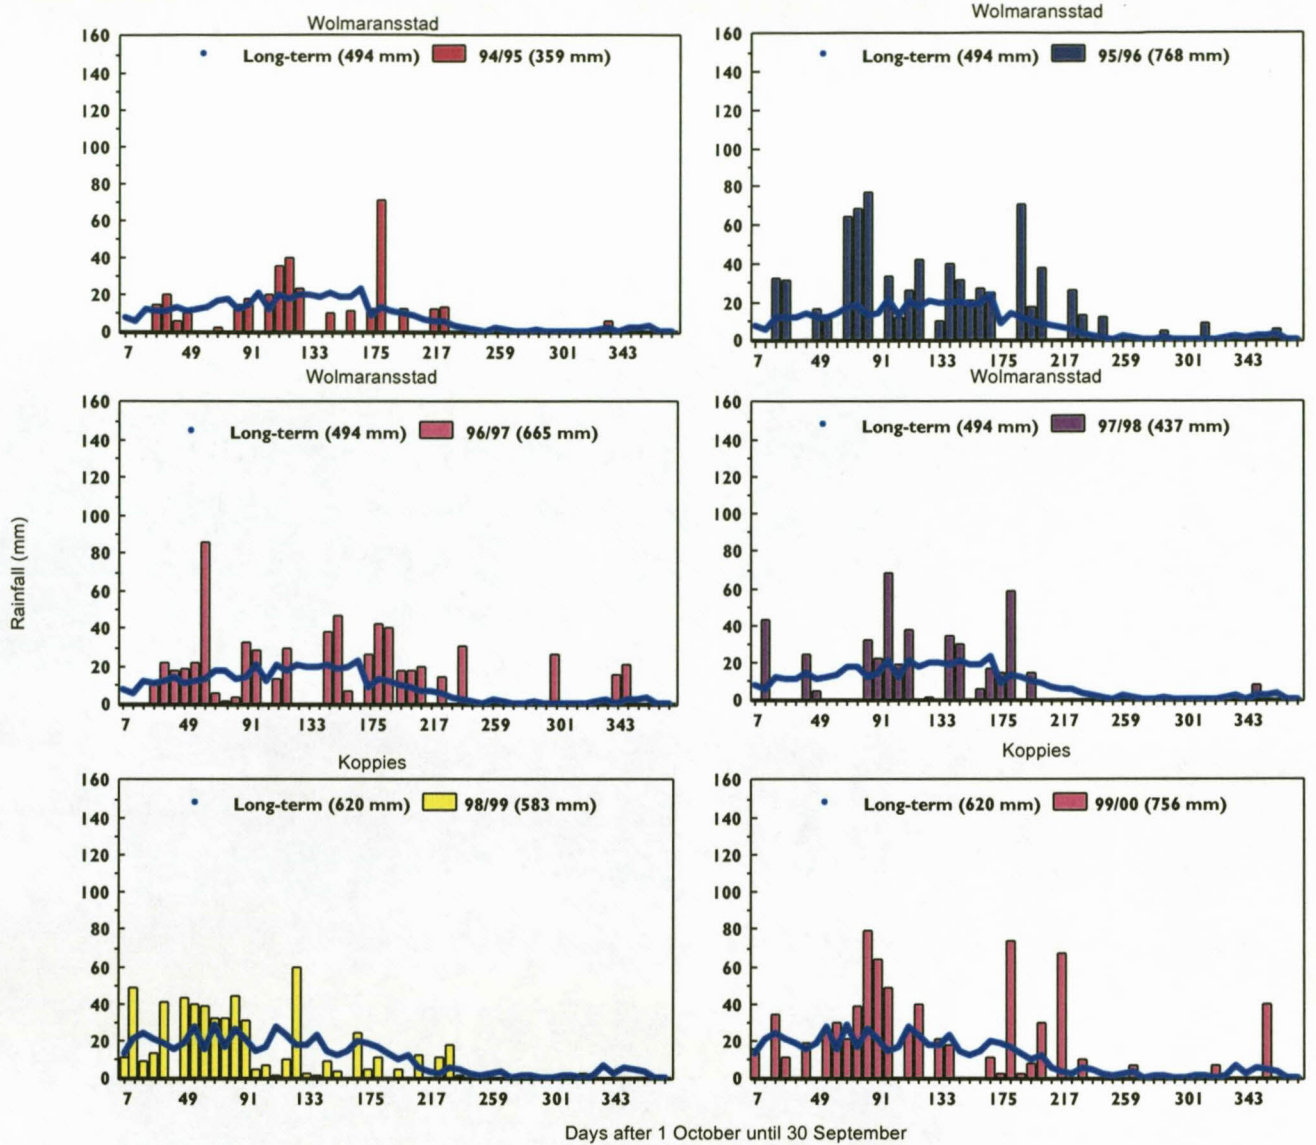 Wolmaransstad
Long-term (494 mm) 94/95 (359 mm)
160
140
120
100
80
60
40
20
0
7 49 91 133 175 217 259 301 343
Wolmaransstad
Long-term (494 mm) 95/96 (768 mm)
160
140
120
100
80
60
40
20
0
7 49 91 133 175 217 259 301 343
Rainfall (mm)
Wolmaransstad
Long-term (494 mm) 96/97 (665 mm)
160
140
120
100
80
60
40
20
0
7 49 91 133 175 217 259 301 343
Wolmaransstad
Long-term (494 mm) 97/98 (437 mm)
160
140
120
100
80
60
40
20
0
7 49 91 133 175 217 259 301 343
Koppies
Long-term (620 mm) 98/99 (583 mm)
160
140
120
100
80
60
40
20
0
7 49 91 133 175 217 259 301 343
Koppies
Long-term (620 mm) 99/00 (756 mm)
160
140
120
100
80
60
40
20
0
7 49 91 133 175 217 259 301 343
Days after 1 October until 30 September